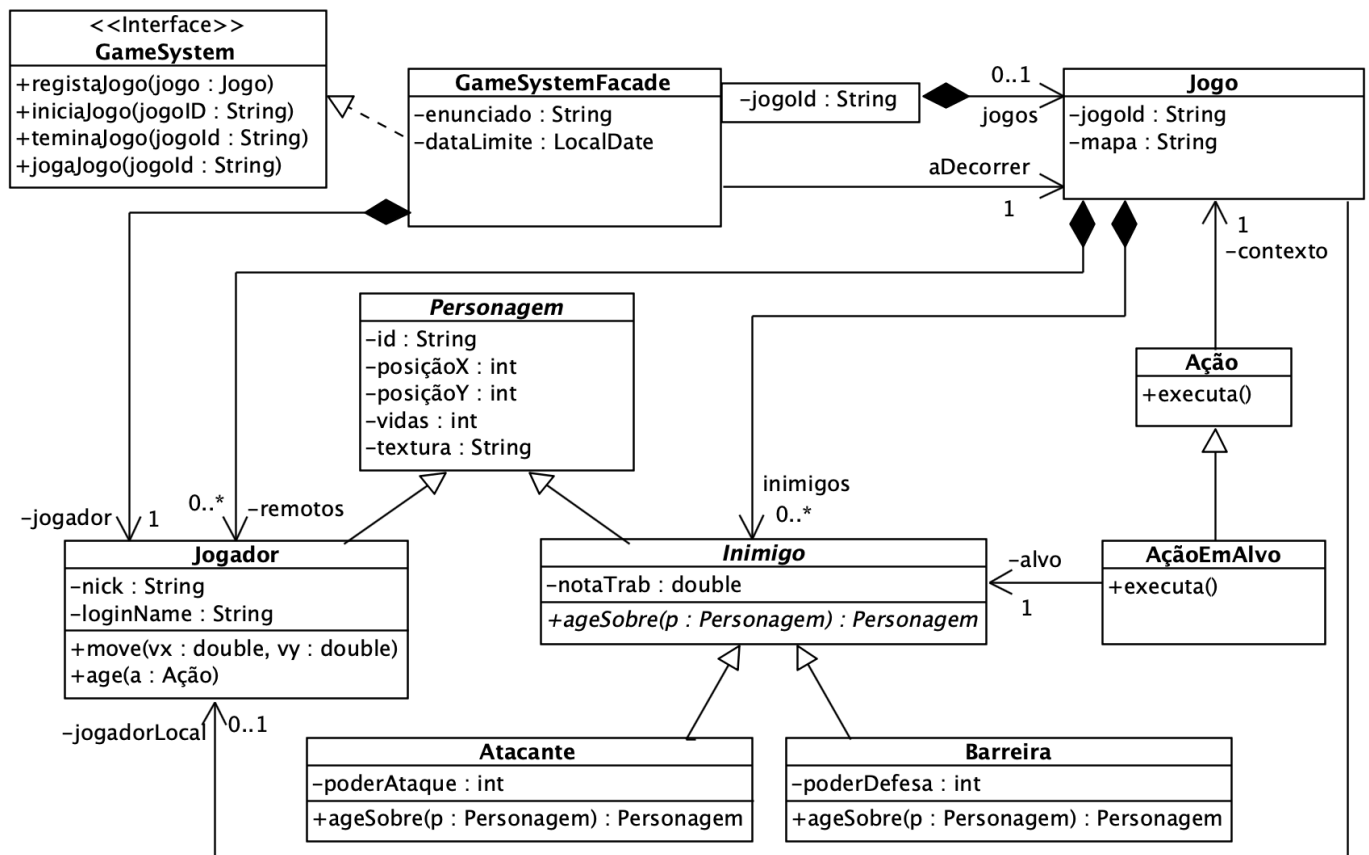 <<Interface>>
GameSystem
+registaJogo(jogo : Jogo)
+iniciaJogo(jogoID : String)
+teminaJogo(jogoId : String)
+jogaJogo(jogoId : String)
GameSystemFacade
-enunciado : String
-dataLimite : LocalDate
-jogoId : String
0..1
jogos
Jogo
-jogoId : String
-mapa : String
aDecorrer
1
1
-contexto
Personagem
-id : String
-posiçãoX : int
-posiçãoY : int
-vidas : int
-textura : String
Ação
+executa()
-jogador
1
0..*
-remotos
inimigos
0..*
Jogador
-nick : String
-loginName : String
+move(vx : double, vy : double)
+age(a : Ação)
Inimigo
-notaTrab : double
+ageSobre(p : Personagem) : Personagem
-alvo
1
AçãoEmAlvo
+executa()
-jogadorLocal
0..1
Atacante
-poderAtaque : int
+ageSobre(p : Personagem) : Personagem
Barreira
-poderDefesa : int
+ageSobre(p : Personagem) : Personagem